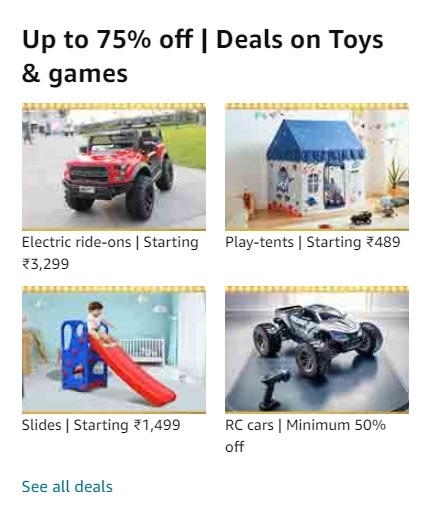 Up to 75% off | Deals on Toys
& games
Electric ride-ons | Starting
₹3,299
Play-tents | Starting ₹489
Slides | Starting ₹1,499
RC cars | Minimum 50%
off
See all deals